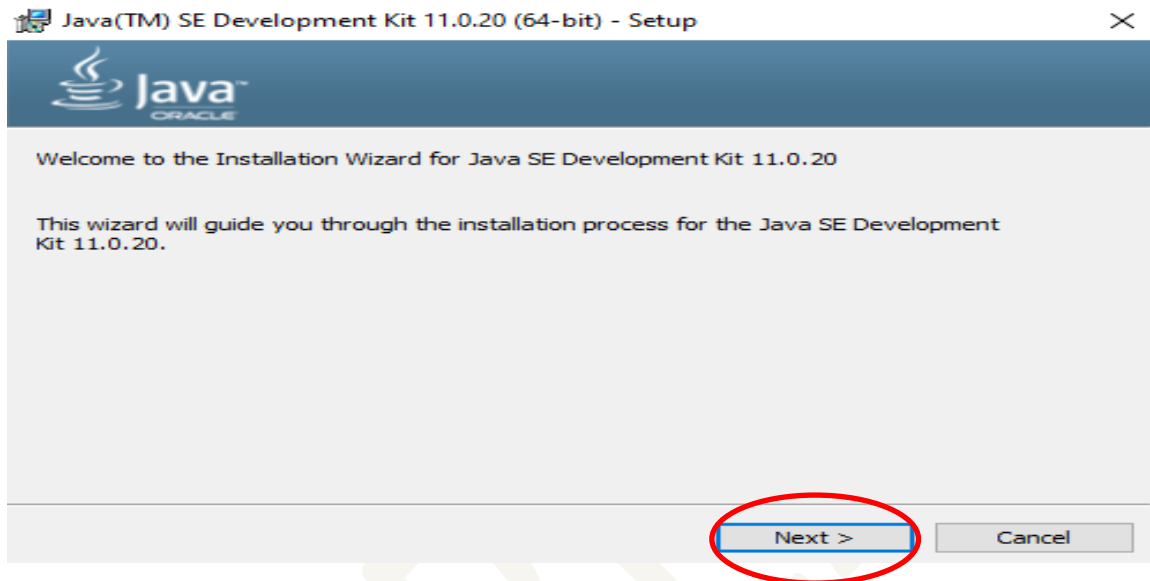 Java(TM) SE Development Kit 11.0.20 (64-bit) - Setup
Java™
ORACLE
Welcome to the Installation Wizard for Java SE Development Kit 11.0.20
This wizard will guide you through the installation process for the Java SE Development
Kit 11.0.20.
Next >
Cancel